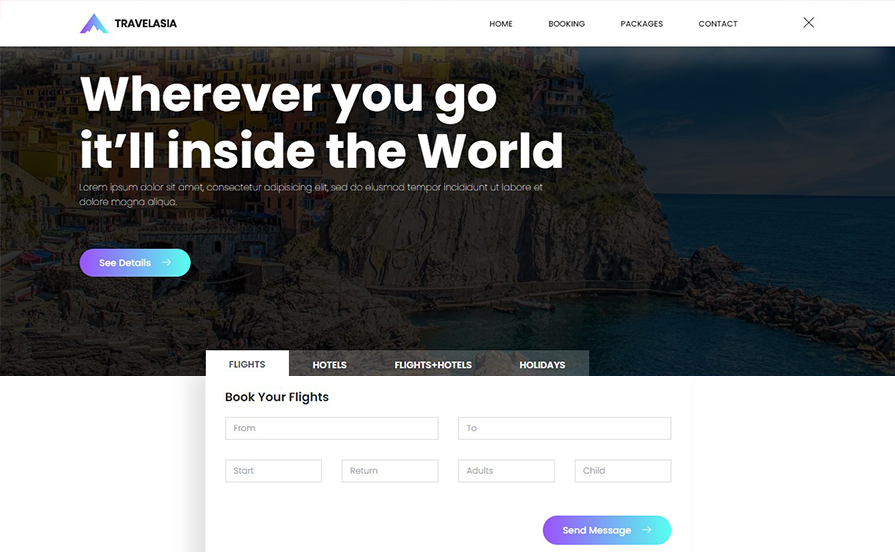 TRAVELASIA
HOME BOOKING PACKAGES CONTACT
Wherever you go
it’ll inside the World
Lorem ipsum dolor sit amet, consectetur adipisicing elit, sed do eiusmod tempor incididunt ut labore et
dolore magna aliqua.
See Details
FLIGHTS HOTELS FLIGHTS+HOTELS HOLIDAYS
Book Your Flights
From To
Start Return Adults Child
Send Message